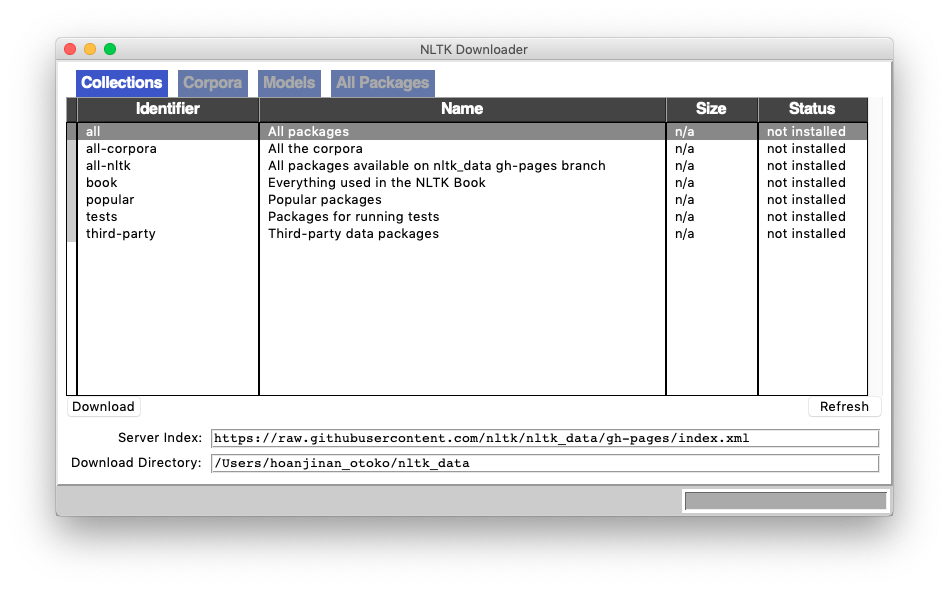 NLTK Downloader
Collections Corpora Models All Packages
Identifier Name Size Status
all All packages n/a not installed
all-corpora All the corpora n/a not installed
all-nltk All packages available on nltk_data gh-pages branch n/a not installed
book Everything used in the NLTK Book n/a not installed
popular Popular packages n/a not installed
tests Packages for running tests n/a not installed
third-party Third-party data packages n/a not installed
Download Refresh
Server Index: https://raw.githubusercontent.com/nltk/nltk_data/gh-pages/index.xml
Download Directory: /Users/hoanjinan_otoko/nltk_data